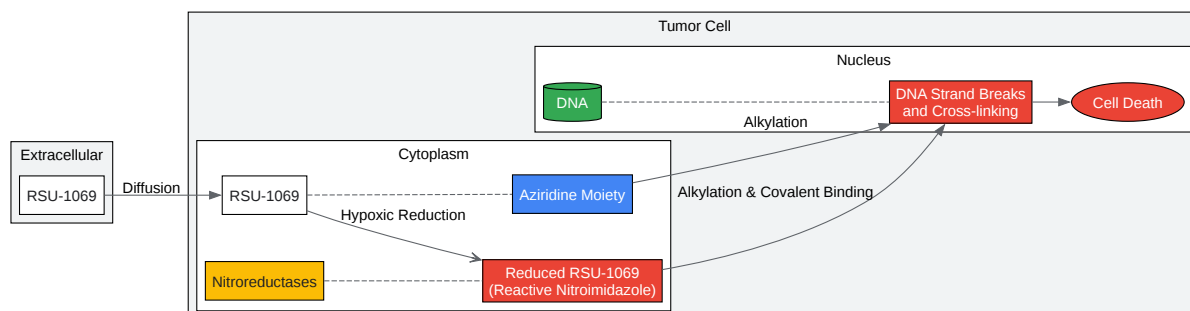 Tumor Cell
Nucleus
DNA
DNA Strand Breaks
and Cross-linking
Cell Death
Alkylation
Extracellular
RSU-1069
Diffusion
Cytoplasm
RSU-1069
Aziridine Moiety
Alkylation & Covalent Binding
Hypoxic Reduction
Nitroreductases
Reduced RSU-1069
(Reactive Nitroimidazole)